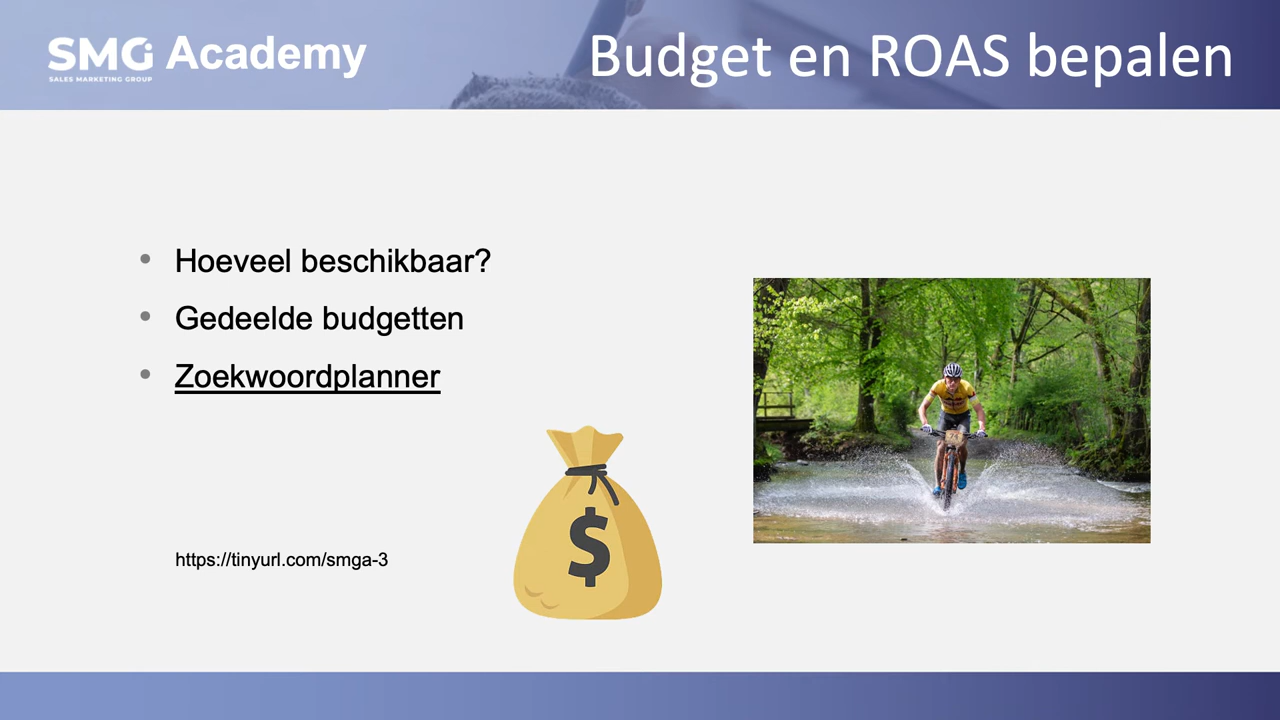 SMG Academy
SALES MARKETING GROUP
Budget en ROAS bepalen
• Hoeveel beschikbaar?
• Gedeelde budgetten
• Zoekwoordplanner
$
https://tinyurl.com/smga-3